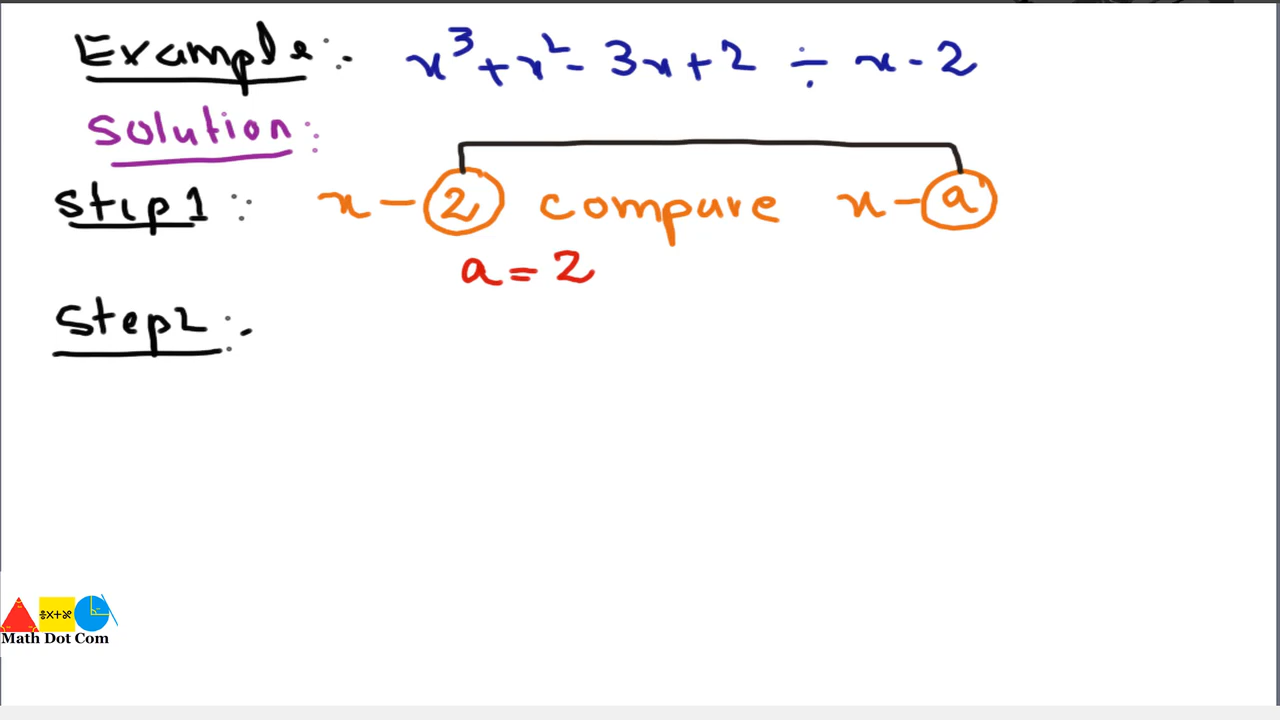 Example:- x³ + x² - 3x + 2 ÷ x - 2
Solution:
Step1: x - 2 compare x - a
a = 2
Step2:-
÷×+
Math Dot Com